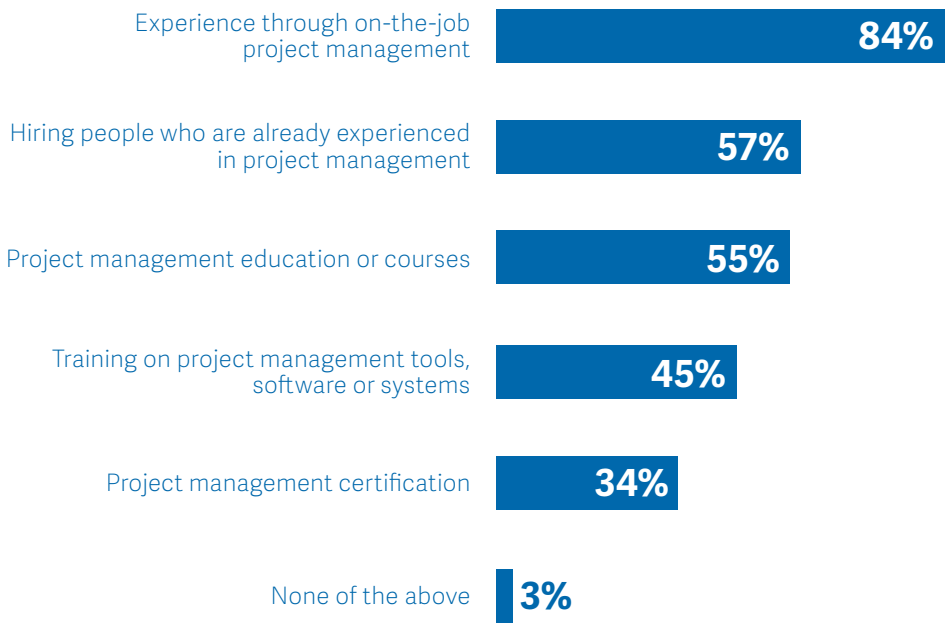 Experience through on-the-job
project management
84%
Hiring people who are already experienced
in project management
57%
Project management education or courses
55%
Training on project management tools,
software or systems
45%
Project management certification
34%
None of the above
3%